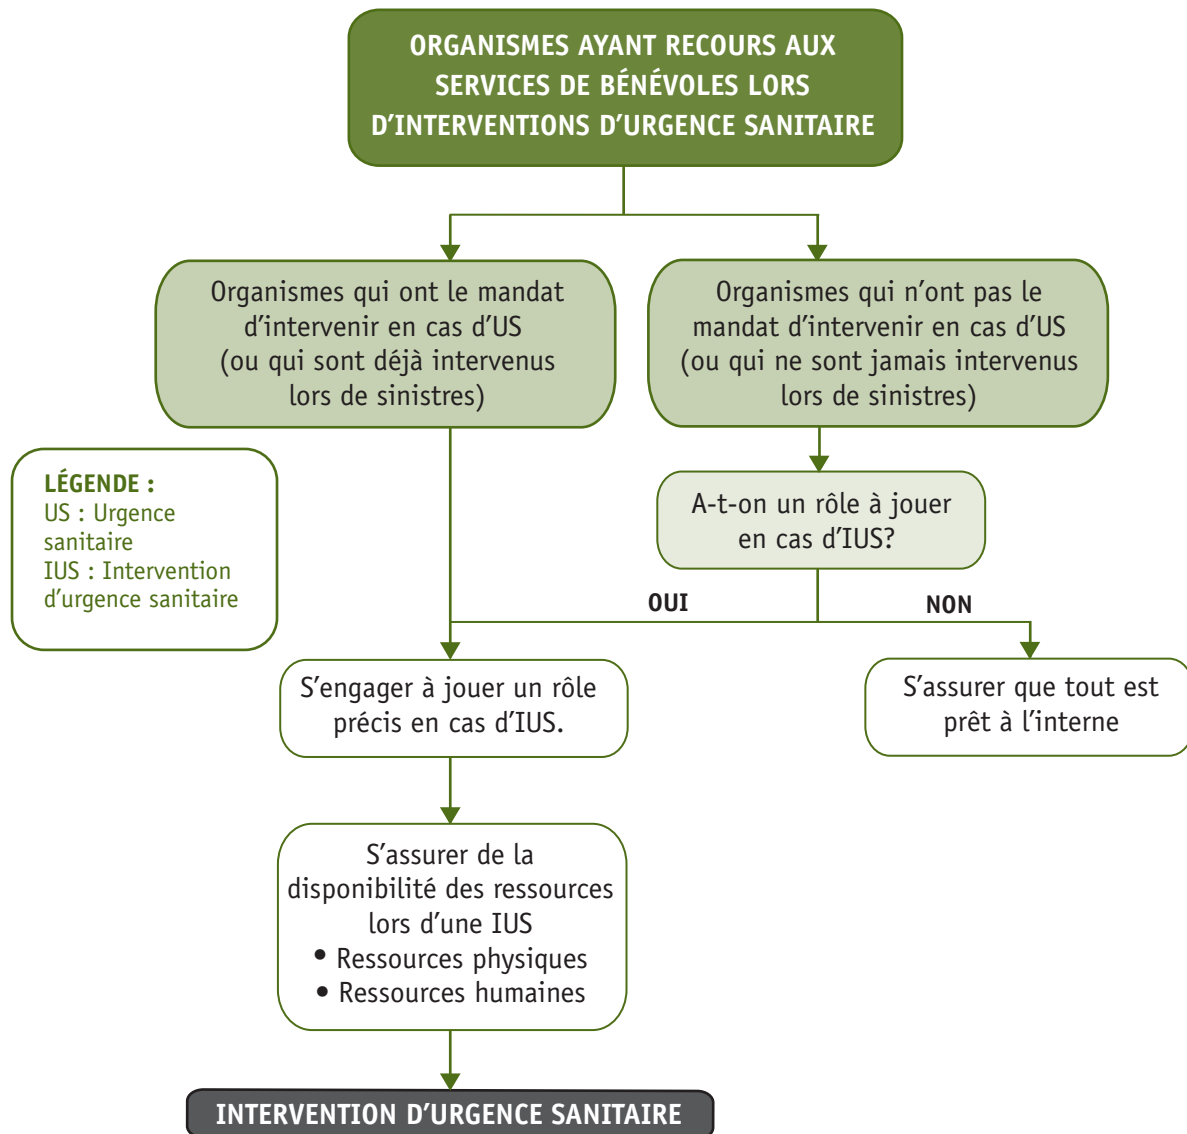 ORGANISMES AYANT RECOURS AUX
SERVICES DE BÉNÉVOLES LORS
D’INTERVENTIONS D’URGENCE SANITAIRE
Organismes qui ont le mandat
d’intervenir en cas d’US
(ou qui sont déjà intervenus
lors de sinistres)
Organismes qui n’ont pas le
mandat d’intervenir en cas d’US
(ou qui ne sont jamais intervenus
lors de sinistres)
LÉGENDE :
US : Urgence
sanitaire
IUS : Intervention
d’urgence sanitaire
A-t-on un rôle à jouer
en cas d’IUS?
OUI
NON
S’engager à jouer un rôle
précis en cas d’IUS.
S’assurer que tout est
prêt à l’interne
S’assurer de la
disponibilité des ressources
lors d’une IUS
• Ressources physiques
• Ressources humaines
INTERVENTION D’URGENCE SANITAIRE